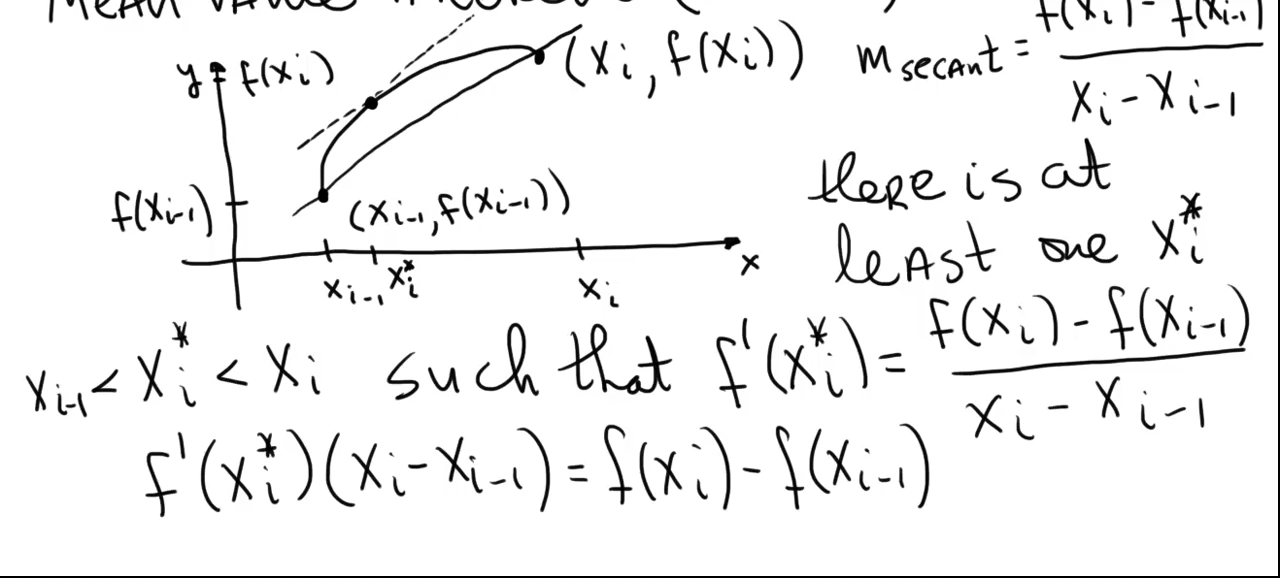 MEAN VALUE
y f(xᵢ)
(xᵢ, f(xᵢ))
m secant = f(xᵢ) - f(xᵢ₋₁) / xᵢ - xᵢ₋₁
f(xᵢ₋₁)
(xᵢ₋₁, f(xᵢ₋₁))
xᵢ₋₁ xᵢ* xᵢ x
there is at
least one xᵢ*
xᵢ₋₁ < xᵢ* < xᵢ such that f'(xᵢ*) = f(xᵢ) - f(xᵢ₋₁) / xᵢ - xᵢ₋₁
f'(xᵢ*)(xᵢ - xᵢ₋₁) = f(xᵢ) - f(xᵢ₋₁)